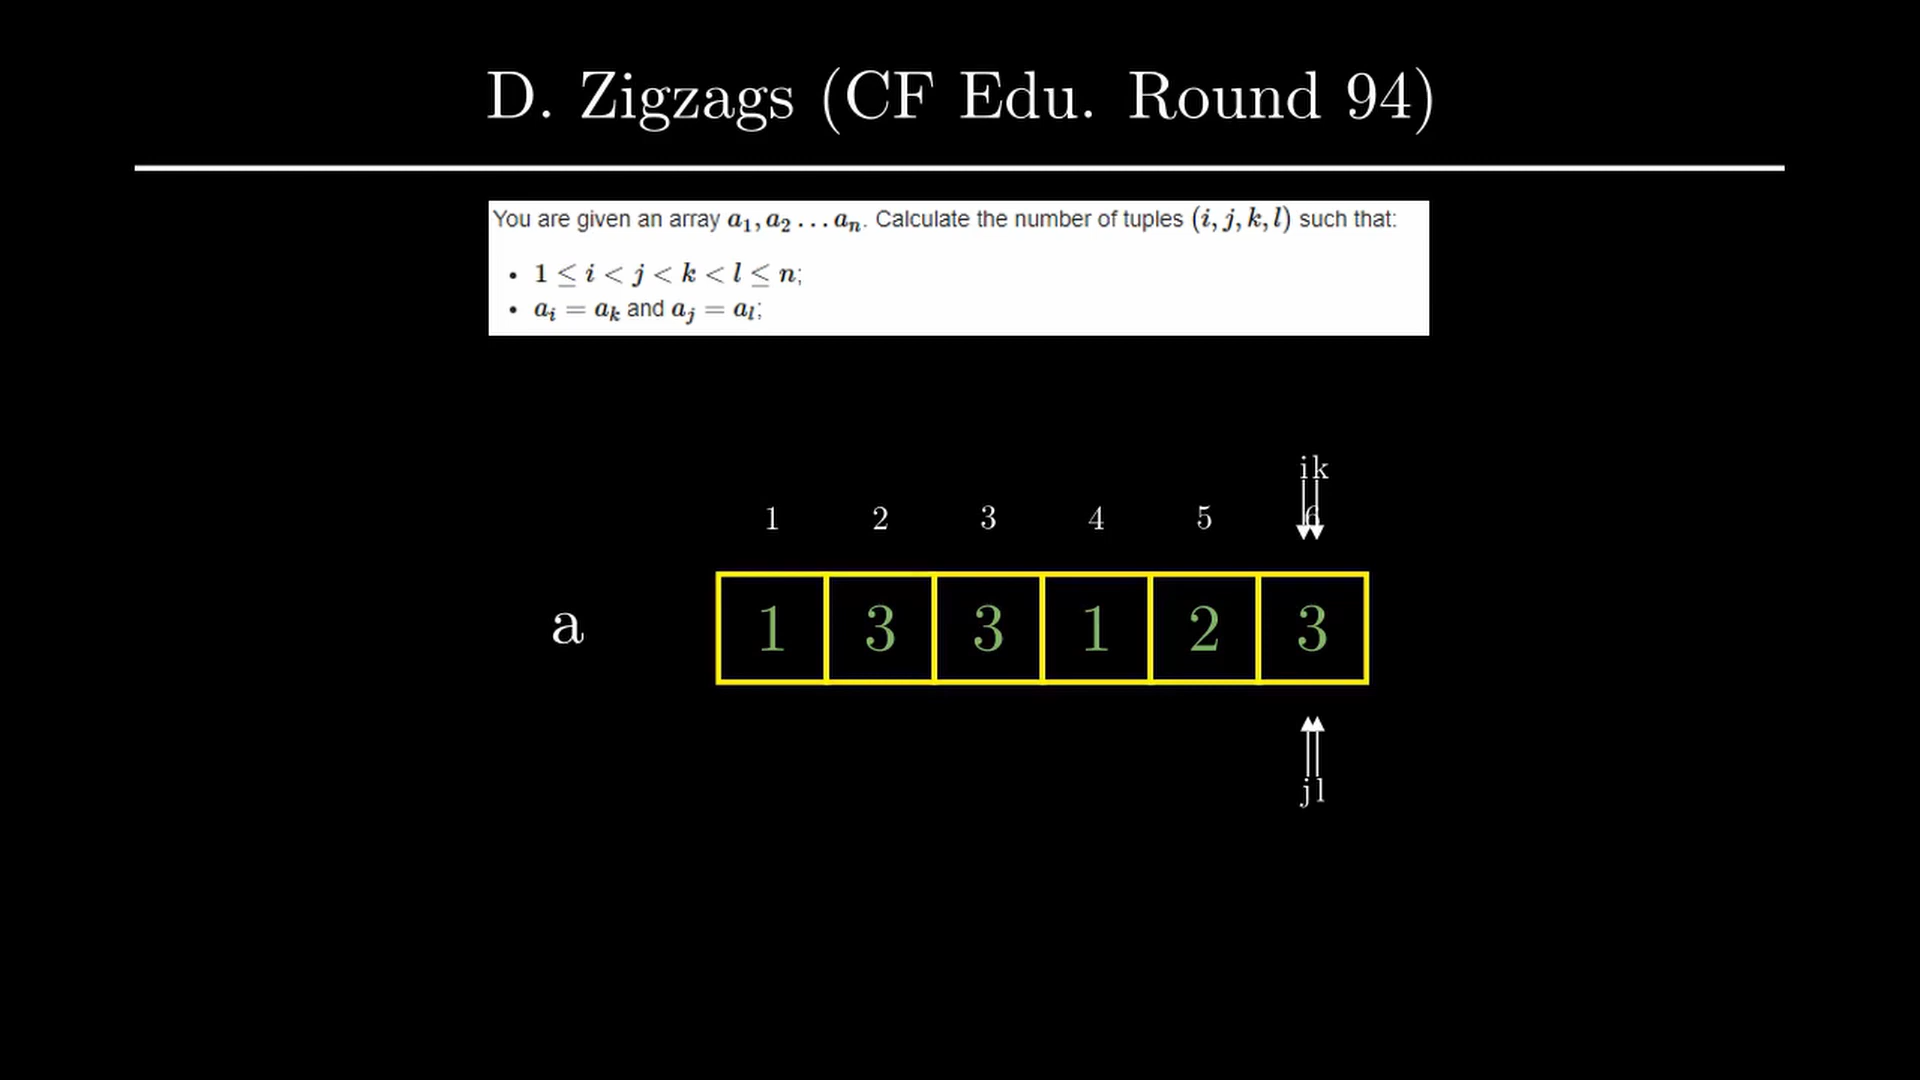 D. Zigzags (CF Edu. Round 94)
You are given an array a₁, a₂ … aₙ. Calculate the number of tuples (i, j, k, l) such that:
• 1 ≤ i < j < k < l ≤ n;
• aᵢ = aₖ and aⱼ = aₗ;
ik
1 2 3 4 5 6
a 1 3 3 1 2 3
jl